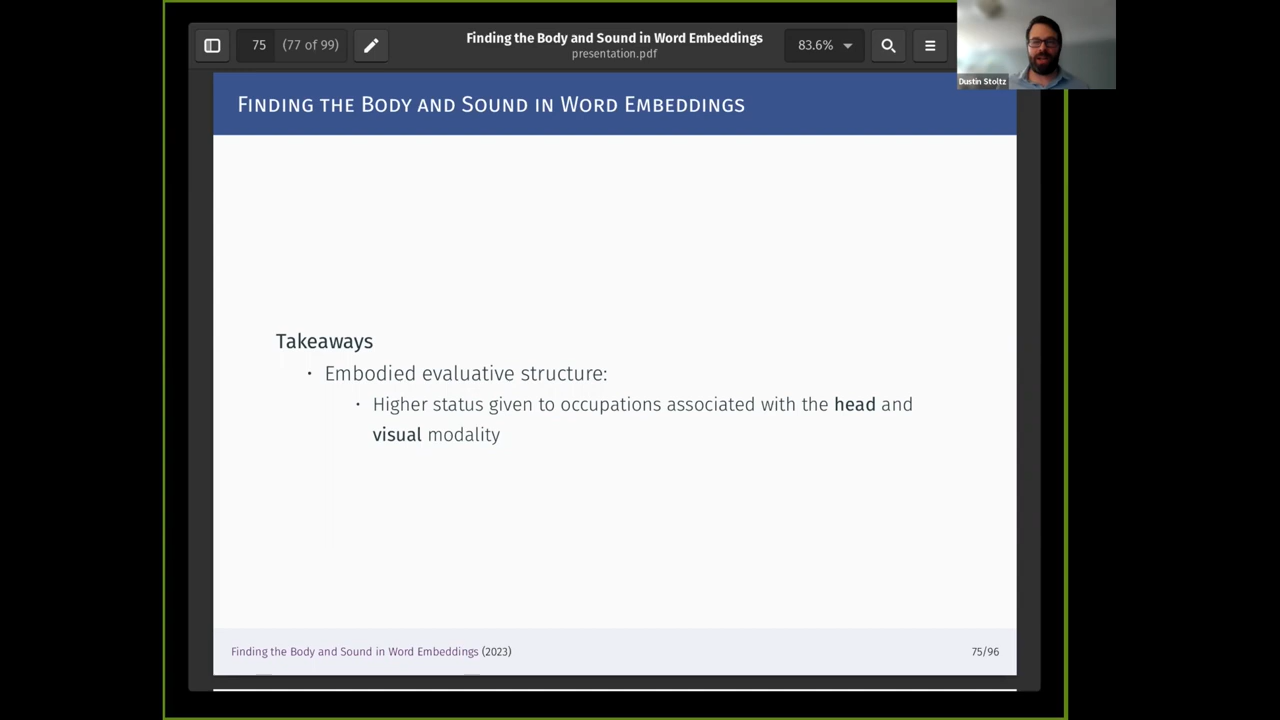 75 (77 of 99)
Finding the Body and Sound in Word Embeddings
presentation.pdf
83.6%
Dustin Stoltz
Finding the Body and Sound in Word Embeddings
Takeaways
• Embodied evaluative structure:
• Higher status given to occupations associated with the head and
visual modality
Finding the Body and Sound in Word Embeddings (2023)
75/96